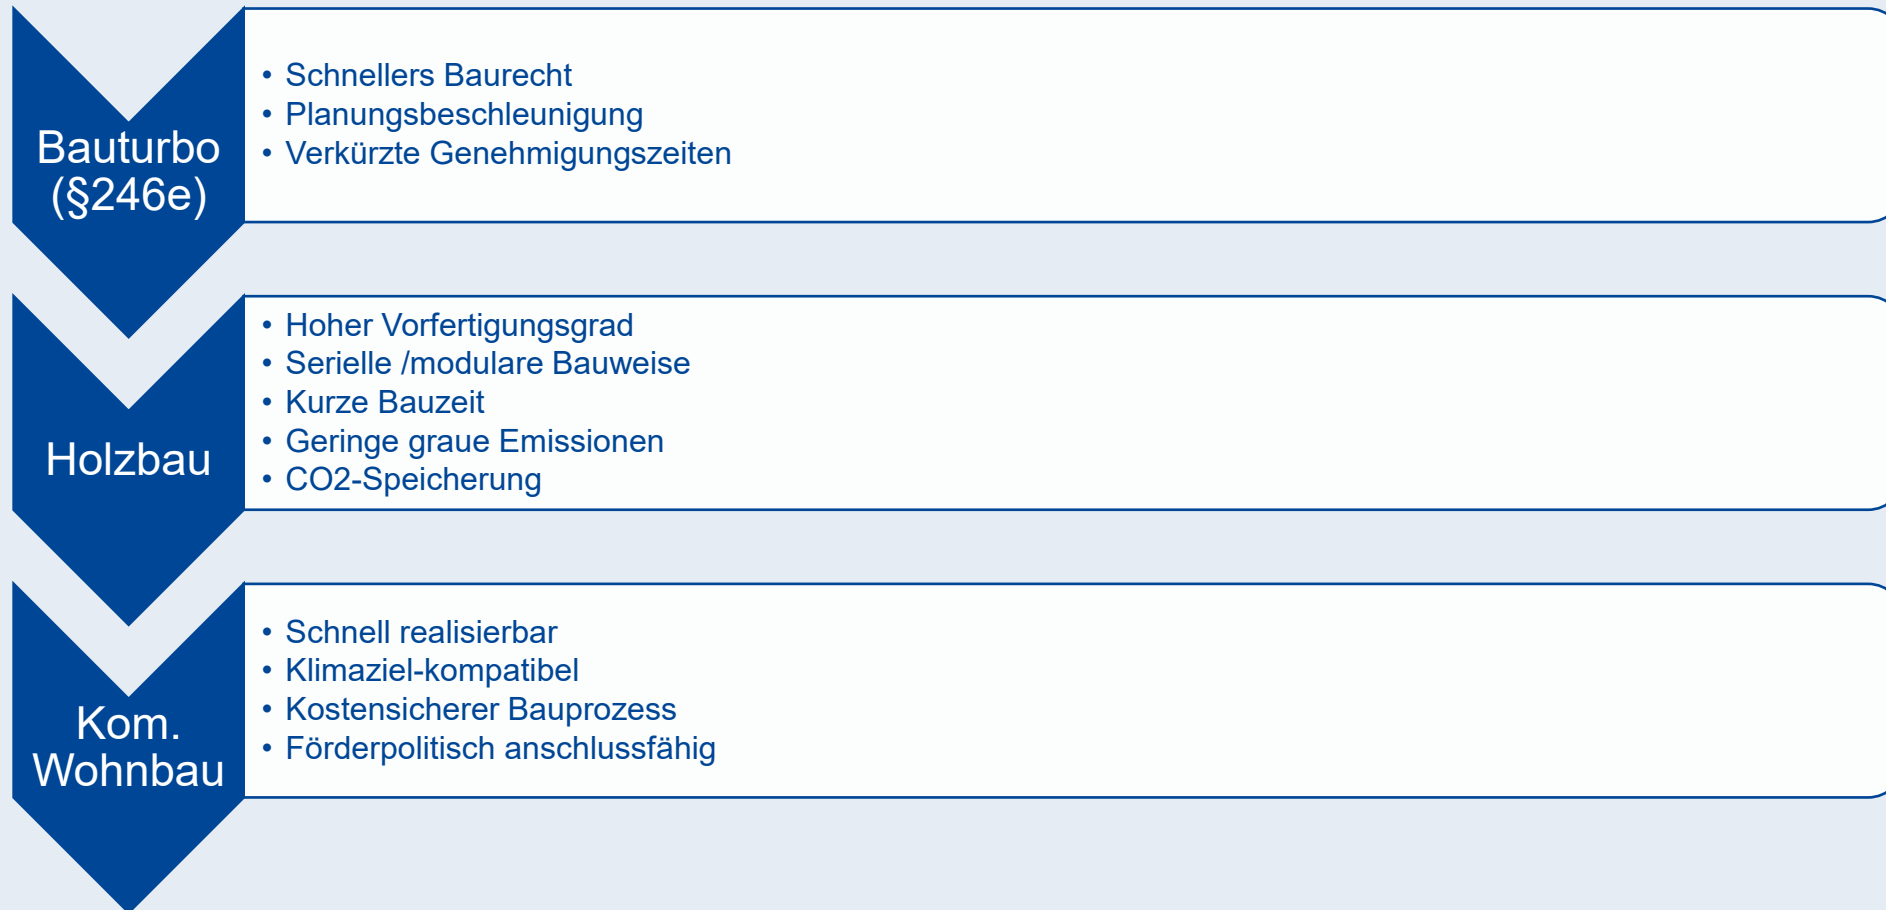 Bauturbo
(§246e)
• Schnellers Baurecht
• Planungsbeschleunigung
• Verkürzte Genehmigungszeiten
Holzbau
• Hoher Vorfertigungsgrad
• Serielle /modulare Bauweise
• Kurze Bauzeit
• Geringe graue Emissionen
• CO2-Speicherung
Kom.
Wohnbau
• Schnell realisierbar
• Klimaziel-kompatibel
• Kostensicherer Bauprozess
• Förderpolitisch anschlussfähig